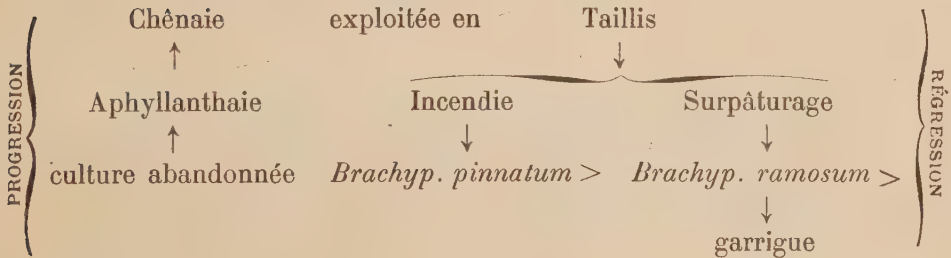 PROGRESSION
Chênaie exploitée en Taillis
↑ ↓
Aphyllanthaie Incendie Surpâturage
↑ ↓ ↓
culture abandonnée Brachyp. pinnatum > Brachyp. ramosum >
↓
garrigue
RÉGRESSION